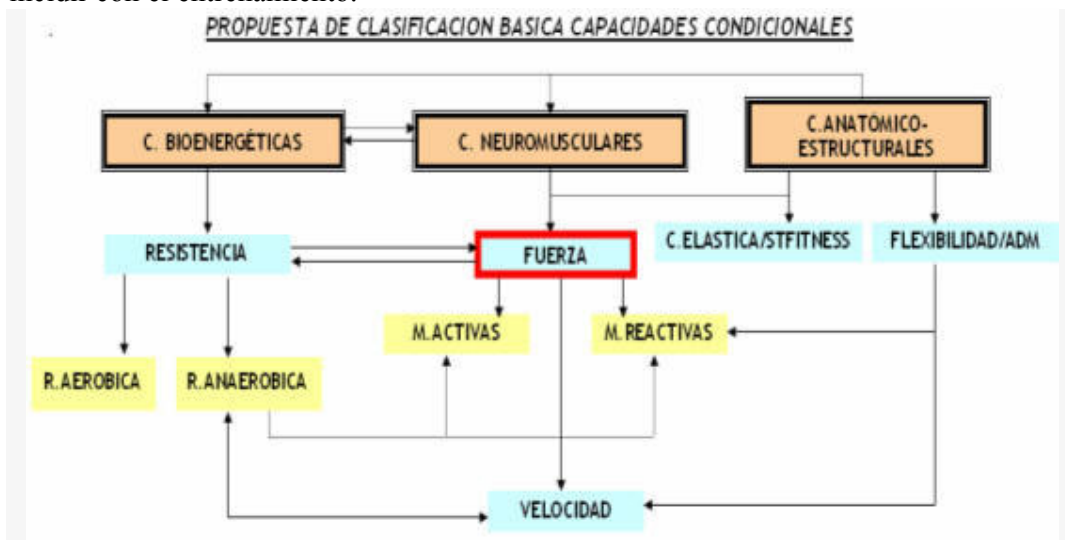 PROPUESTA DE CLASIFICACION BASICA CAPACIDADES CONDICIONALES
C. BIOENERGÉTICAS
C. NEUROMUSCULARES
C.ANATÓMICO-
ESTRUCTURALES
RESISTENCIA
FUERZA
C.ELASTICA/STFITNESS
FLEXIBILIDAD/ADM
M.ACTIVAS
M.REACTIVAS
R.AEROBICA
R.ANAEROBICA
VELOCIDAD